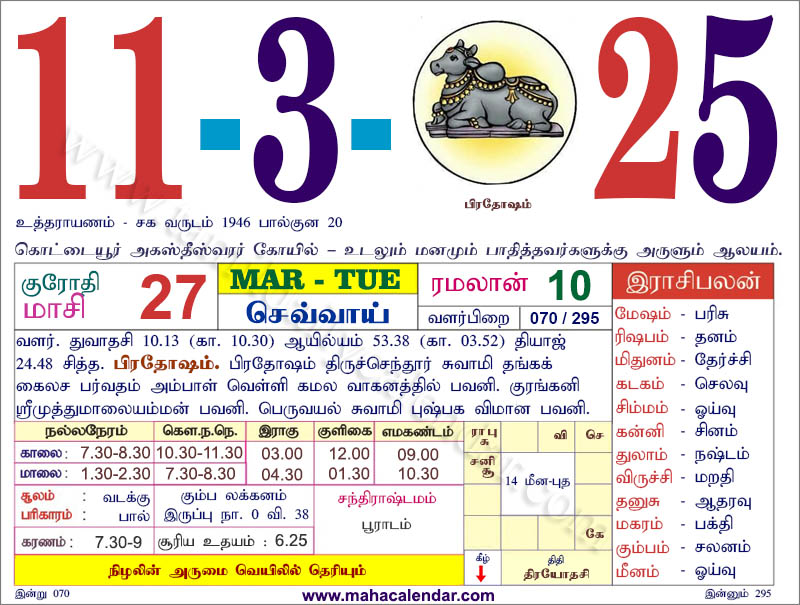 11-3-25
பிரதோஷம்
உத்தராயணம் - சக வருடம் 1946 பால்குன 20
கொட்டையூர் அகஸ்தீஸ்வரர் கோயில் – உடலும் மனமும் பாதித்தவர்களுக்கு அருளும் ஆலயம்.
குரோதி
மாசி
27
MAR - TUE
செவ்வாய்
ரமலான் 10
வளர்பிறை 070 / 295
வளர். துவாதசி 10.13 (கா. 10.30) ஆயில்யம் 53.38 (கா. 03.52) தியாஜ்
24.48 சித்த. பிரதோஷம். பிரதோஷம் திருச்செந்தூர் சுவாமி தங்கக்
கைலச பர்வதம் அம்பாள் வெள்ளி கமல வாகனத்தில் பவனி. குரங்கனி
ஸ்ரீமுத்துமாலையம்மன் பவனி. பெருவயல் சுவாமி புஷ்பக விமான பவனி.
இராசிபலன்
மேஷம் - பரிசு
ரிஷபம் - தனம்
மிதுனம் - தேர்ச்சி
கடகம் - செலவு
சிம்மம் - ஓய்வு
கன்னி - சினம்
துலாம் - நஷ்டம்
விருச்சி - மறதி
தனுசு - ஆதரவு
மகரம் - பக்தி
கும்பம் - சலனம்
மீனம் - ஓய்வு
நல்லநேரம் கௌ.ந.நெ. இராகு குளிகை எமகண்டம்
காலை: 7.30-8.30 10.30-11.30 03.00 12.00 09.00
மாலை: 1.30-2.30 7.30-8.30 04.30 01.30 10.30
சூலம் : வடக்கு
பரிகாரம் : பால்
கும்ப லக்கனம்
இருப்பு நா. 0 வி. 38
கரணம்: 7.30-9
சூரிய உதயம் : 6.25
சந்திராஷ்டமம்
பூராடம்
ரா பு
சு
வி
செ
சனி
சூ
14 மீன-புத
கே
கீழ்
திதி
திரயோதசி
நிழலின் அருமை வெயிலில் தெரியும்
இன்று 070
www.mahacalendar.com
இன்னும் 295